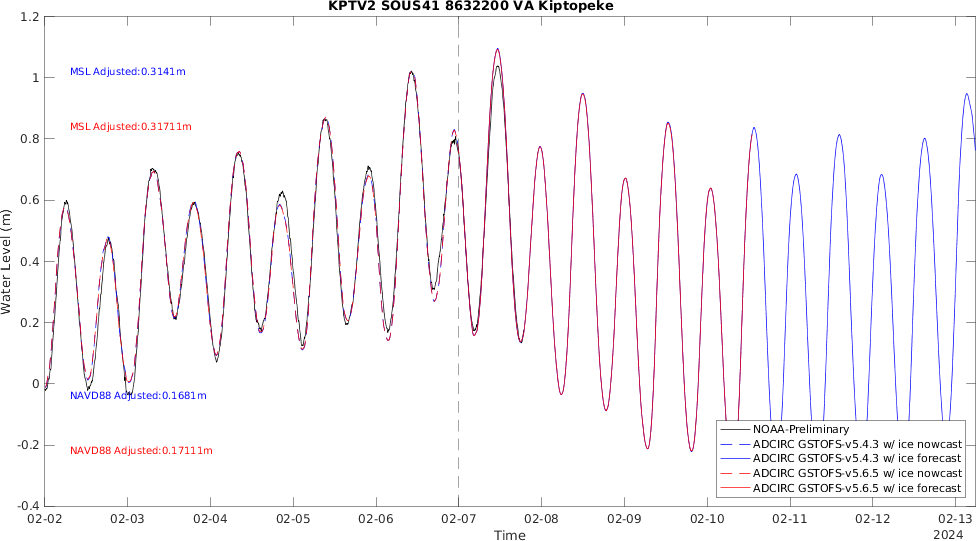 KPTV2 SOUS41 8632200 VA Kiptopeke
1.2
1
0.8
0.6
0.4
0.2
0
-0.2
-0.4
Water Level (m)
MSL Adjusted:0.3141m
MSL Adjusted:0.31711m
NAVD88 Adjusted:0.1681m
NAVD88 Adjusted:0.17111m
NOAA-Preliminary
ADCIRC GSTOFS-v5.4.3 w/ ice nowcast
ADCIRC GSTOFS-v5.4.3 w/ ice forecast
ADCIRC GSTOFS-v5.6.5 w/ ice nowcast
ADCIRC GSTOFS-v5.6.5 w/ ice forecast
02-02 02-03 02-04 02-05 02-06 02-07 02-08 02-09 02-10 02-11 02-12 02-13
Time
2024